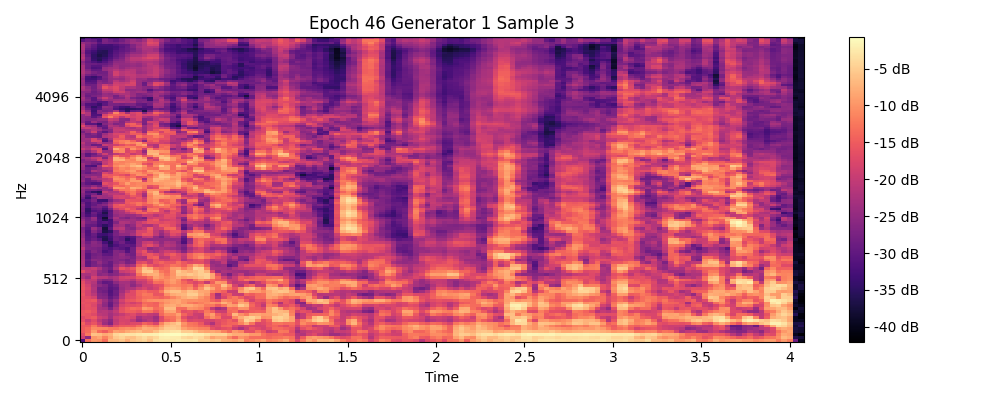 Epoch 46 Generator 1 Sample 3
Hz
4096
2048
1024
512
0
0
0.5
1
1.5
2
2.5
3
3.5
4
Time
-5 dB
-10 dB
-15 dB
-20 dB
-25 dB
-30 dB
-35 dB
-40 dB